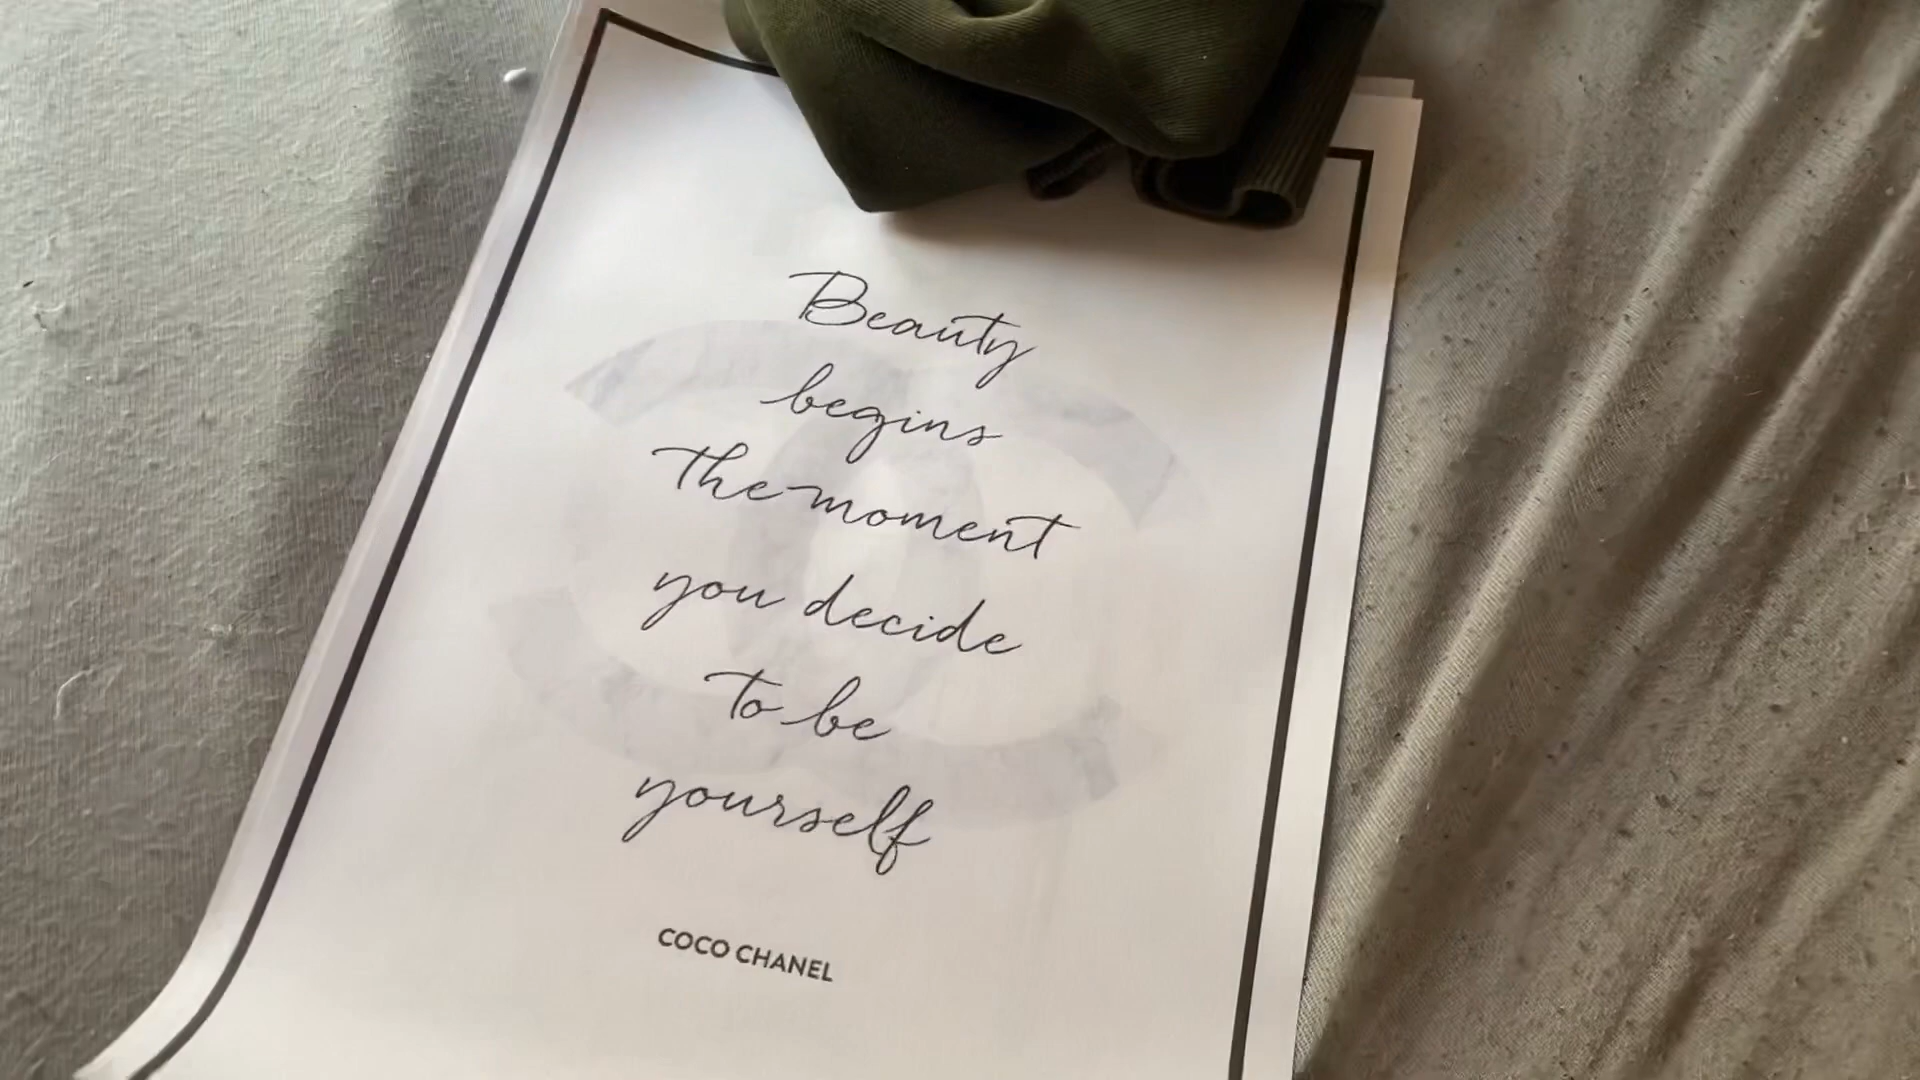 Beauty
begins
the moment
you decide
to be
yourself
COCO CHANEL